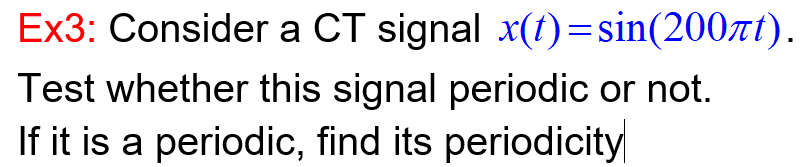 Ex3: Consider a CT signal x(t)=sin(200πt).
Test whether this signal periodic or not.
If it is a periodic, find its periodicity